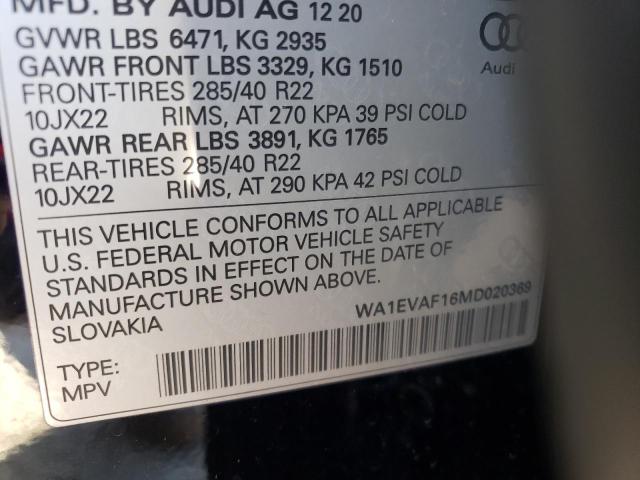 MFD. BY AUDI AG 12 20
GVWR LBS 6471, KG 2935
GAWR FRONT LBS 3329, KG 1510
FRONT-TIRES 285/40 R22
10JX22 RIMS, AT 270 KPA 39 PSI COLD
GAWR REAR LBS 3891, KG 1765
REAR-TIRES 285/40 R22
10JX22 RIMS, AT 290 KPA 42 PSI COLD
Audi
THIS VEHICLE CONFORMS TO ALL APPLICABLE
U.S. FEDERAL MOTOR VEHICLE SAFETY
STANDARDS IN EFFECT ON THE DATE OF
MANUFACTURE SHOWN ABOVE.
SLOVAKIA
WA1EVAF16MD020369
TYPE:
MPV